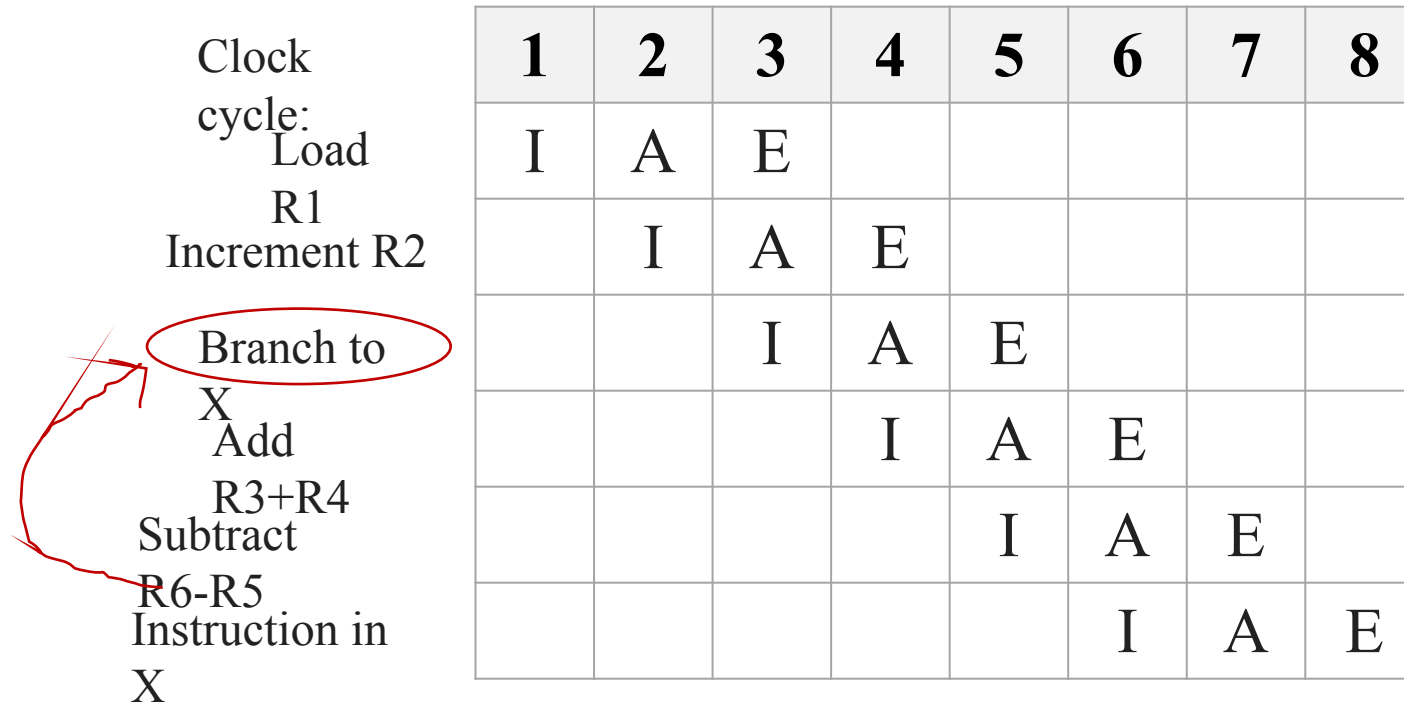 Clock
cycle:
1 2 3 4 5 6 7 8
Load
R1
I A E
Increment R2
I A E
Branch to
X
I A E
Add
R3+R4
I A E
Subtract
R6-R5
I A E
Instruction in
X
I A E